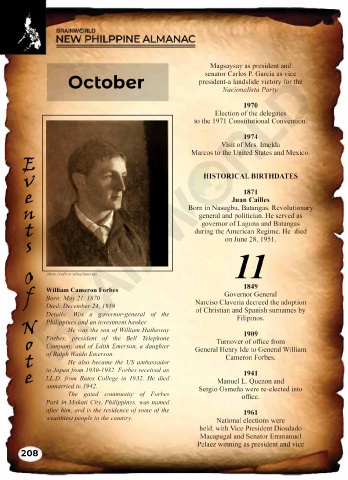 BRAINWORLD
NEW PHILPPINE ALMANAC
October
Events Of Note
photo credit to
William Cameron Forbes
Born: May 21, 1870
Died: December 24, 1959
Details: Was a governor-general of the
Philippines and an investment banker.
He was the son of William Hathaway
Forbes, president of the Bell Telephone
Company, and of Edith Emerson, a daughter
of Ralph Waldo Emerson.
He also became the US ambassador
to Japan from 1930-1932. Forbes received an
LL.D. from Bates College in 1932. He died
unmarried in 1942.
The gated community of Forbes
Park in Makati City, Philippines, was named
after him, and is the residence of some of the
wealthiest people in the country.
208
Magsaysay as president and
senator Carlos P. Garcia as vice
president-a landslide victory for the
Nacionalista Party.
1970
Election of the delegates
to the 1971 Constitutional Convention.
1974
Visit of Mrs. Imelda
Marcos to the United States and Mexico.
HISTORICAL BIRTHDATES
1871
Juan Cailles
Born in Nasugbu, Batangas. Revolutionary
general and politician. He served as
governor of Laguna and Batangas
during the American Regime. He died
on June 28, 1951.
11
1849
Governor General
Narciso Claveria decreed the adoption
of Christian and Spanish surnames by
Filipinos.
1909
Turnover of office from
General Henry Ide to General William
Cameron Forbes.
1941
Manuel L. Quezon and
Sergio Osmeña were re-elected into
office.
1961
National elections were
held, with Vice President Diosdado
Macapagal and Senator Emmanuel
Pelaez winning as president and vice